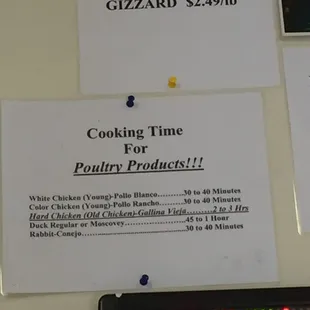 GIZZARD $2.49/lb
Cooking Time
For
Poultry Products!!!
White Chicken (Young)-Pollo Blanco..........30 to 40 Minutes
Color Chicken (Young)-Pollo Rancho..........30 to 40 Minutes
Hard Chicken (Old Chicken)-Gallina Vieja.........2 to 3 Hrs
Duck Regular or Moscovey......................45 to 1 Hour
Rabbit-Conejo.....................................30 to 40 Minutes